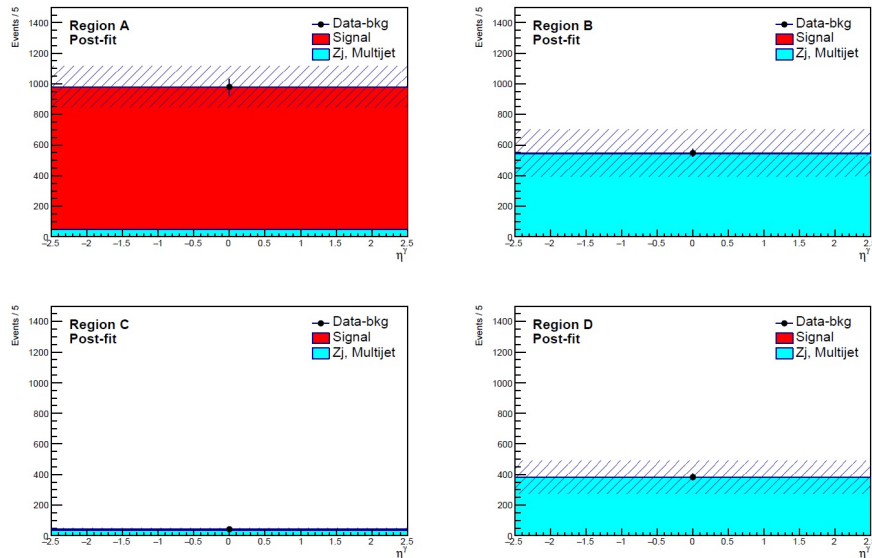 Events / 5
1400
1200
1000
800
600
400
200
0
Region A
Post-fit
Data-bkg
Signal
Zj, Multijet
−2.5 −2 −1.5 −1 −0.5 0 0.5 1 1.5 2 2.5
η^γ
Events / 5
1400
1200
1000
800
600
400
200
0
Region B
Post-fit
Data-bkg
Signal
Zj, Multijet
−2.5 −2 −1.5 −1 −0.5 0 0.5 1 1.5 2 2.5
η^γ
Events / 5
1400
1200
1000
800
600
400
200
0
Region C
Post-fit
Data-bkg
Signal
Zj, Multijet
−2.5 −2 −1.5 −1 −0.5 0 0.5 1 1.5 2 2.5
η^γ
Events / 5
1400
1200
1000
800
600
400
200
0
Region D
Post-fit
Data-bkg
Signal
Zj, Multijet
−2.5 −2 −1.5 −1 −0.5 0 0.5 1 1.5 2 2.5
η^γ